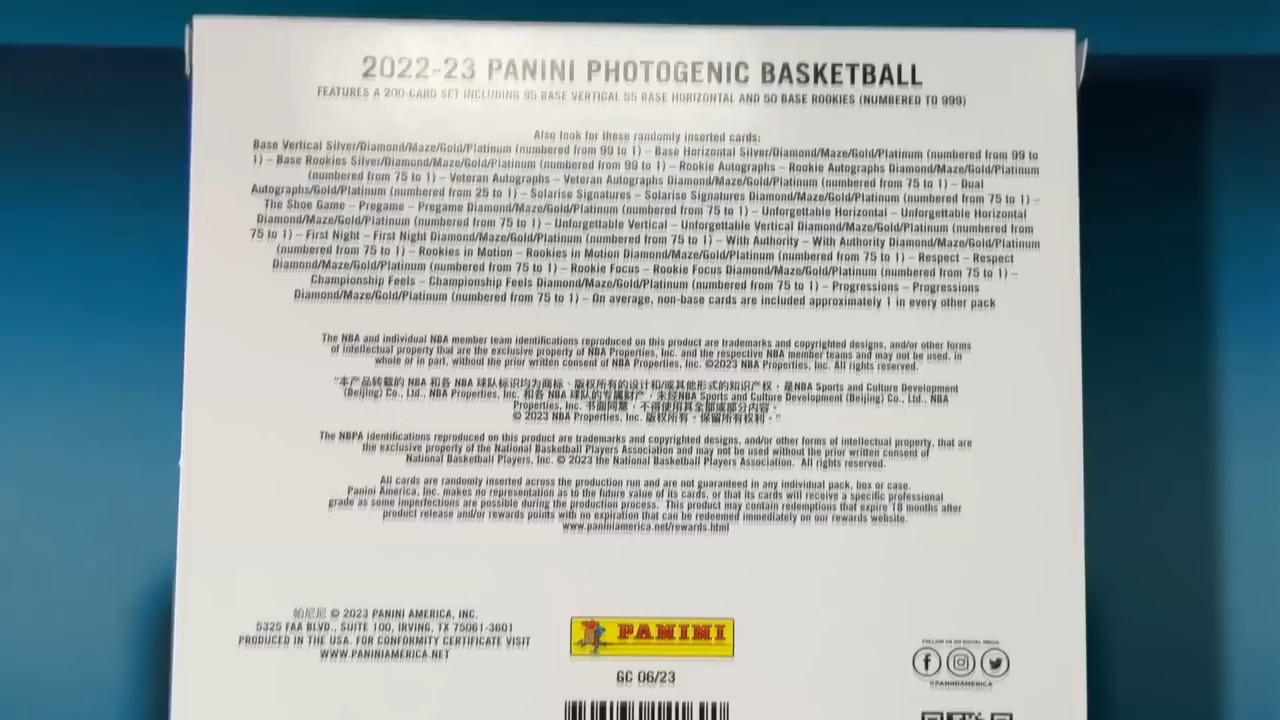 2022-23 PANINI PHOTOGENIC BASKETBALL
FEATURES A 200-CARD SET INCLUDING 95 BASE VERTICAL 55 BASE HORIZONTAL AND 50 BASE ROOKIES (NUMBERED TO 999)
Also look for these randomly inserted cards:
Base Vertical Silver/Diamond/Maze/Gold/Platinum (numbered from 99 to 1) – Base Horizontal Silver/Diamond/Maze/Gold/Platinum (numbered from 99 to
1) – Base Rookies Silver/Diamond/Maze/Gold/Platinum (numbered from 99 to 1) – Rookie Autographs – Rookie Autographs Diamond/Maze/Gold/Platinum
(numbered from 75 to 1) – Veteran Autographs – Veteran Autographs Diamond/Maze/Gold/Platinum (numbered from 75 to 1) – Dual
Autographs/Gold/Platinum (numbered from 25 to 1) – Solarise Signatures – Solarise Signatures Diamond/Maze/Gold/Platinum (numbered from 75 to 1) –
The Shoe Game – Pregame – Pregame Diamond/Maze/Gold/Platinum (numbered from 75 to 1) – Unforgettable Horizontal – Unforgettable Horizontal
Diamond/Maze/Gold/Platinum (numbered from 75 to 1) – Unforgettable Vertical – Unforgettable Vertical Diamond/Maze/Gold/Platinum (numbered from
75 to 1) – First Night – First Night Diamond/Maze/Gold/Platinum (numbered from 75 to 1) – With Authority – With Authority Diamond/Maze/Gold/Platinum
(numbered from 75 to 1) – Rookies in Motion – Rookies in Motion Diamond/Maze/Gold/Platinum (numbered from 75 to 1) – Respect – Respect
Diamond/Maze/Gold/Platinum (numbered from 75 to 1) – Rookie Focus – Rookie Focus Diamond/Maze/Gold/Platinum (numbered from 75 to 1) –
Championship Feels – Championship Feels Diamond/Maze/Gold/Platinum (numbered from 75 to 1) – Progressions – Progressions
Diamond/Maze/Gold/Platinum (numbered from 75 to 1) – On average, non-base cards are included approximately 1 in every other pack
The NBA and individual NBA member team identifications reproduced on this product are trademarks and copyrighted designs, and/or other forms
of intellectual property that are the exclusive property of NBA Properties, Inc. and the respective NBA member teams and may not be used, in
whole or in part, without the prior written consent of NBA Properties, Inc. ©2023 NBA Properties, Inc. All rights reserved.
"本产品转载的 NBA 和各 NBA 球队标识均为商标、版权所有的设计和/或其他形式的知识产权，是NBA Sports and Culture Development
(Beijing) Co., Ltd., NBA Properties, Inc. 和各 NBA 球队的专属财产，未经NBA Sports and Culture Development (Beijing) Co., Ltd., NBA
Properties, Inc. 书面同意，不得使用其全部或部分内容。
© 2023 NBA Properties, Inc. 版权所有。保留所有权利。"
The NBPA identifications reproduced on this product are trademarks and copyrighted designs, and/or other forms of intellectual property, that are
the exclusive property of the National Basketball Players Association and may not be used without the prior written consent of
National Basketball Players, Inc. © 2023 the National Basketball Players Association. All rights reserved.
All cards are randomly inserted across the production run and are not guaranteed in any individual pack, box or case.
Panini America, Inc. makes no representation as to the future value of its cards, or that its cards will receive a specific professional
grade as some imperfections are possible during the production process. This product may contain redemptions that expire 18 months after
product release and/or rewards points with no expiration that can be redeemed immediately on our rewards website.
www.paniniamerica.net/rewards.html
帕尼尼 © 2023 PANINI AMERICA, INC.
5325 FAA BLVD., SUITE 100, IRVING, TX 75061-3601
PRODUCED IN THE USA. FOR CONFORMITY CERTIFICATE VISIT
WWW.PANINIAMERICA.NET
PANINI
GC 06/23
FOLLOW US ON SOCIAL MEDIA
@PANINIAMERICA